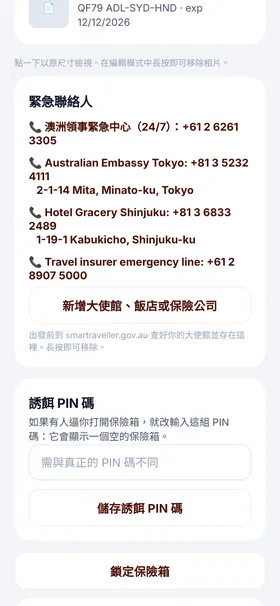 QF79 ADL-SYD-HND · exp
12/12/2026
點一下以原尺寸檢視。在編輯模式中長按即可移除相片。
緊急聯絡人
📞 澳洲領事緊急中心（24/7）：+61 2 6261
3305
📞 Australian Embassy Tokyo: +81 3 5232
4111
2-1-14 Mita, Minato-ku, Tokyo
📞 Hotel Gracery Shinjuku: +81 3 6833
2489
1-19-1 Kabukicho, Shinjuku-ku
📞 Travel insurer emergency line: +61 2
8907 5000
新增大使館、飯店或保險公司
出發前到 smartraveller.gov.au 查好你的大使館並存在這
裡。長按即可移除。
誘餌 PIN 碼
如果有人逼你打開保險箱，就改輸入這組 PIN
碼：它會顯示一個空的保險箱。
需與真正的 PIN 碼不同
儲存誘餌 PIN 碼
鎖定保險箱